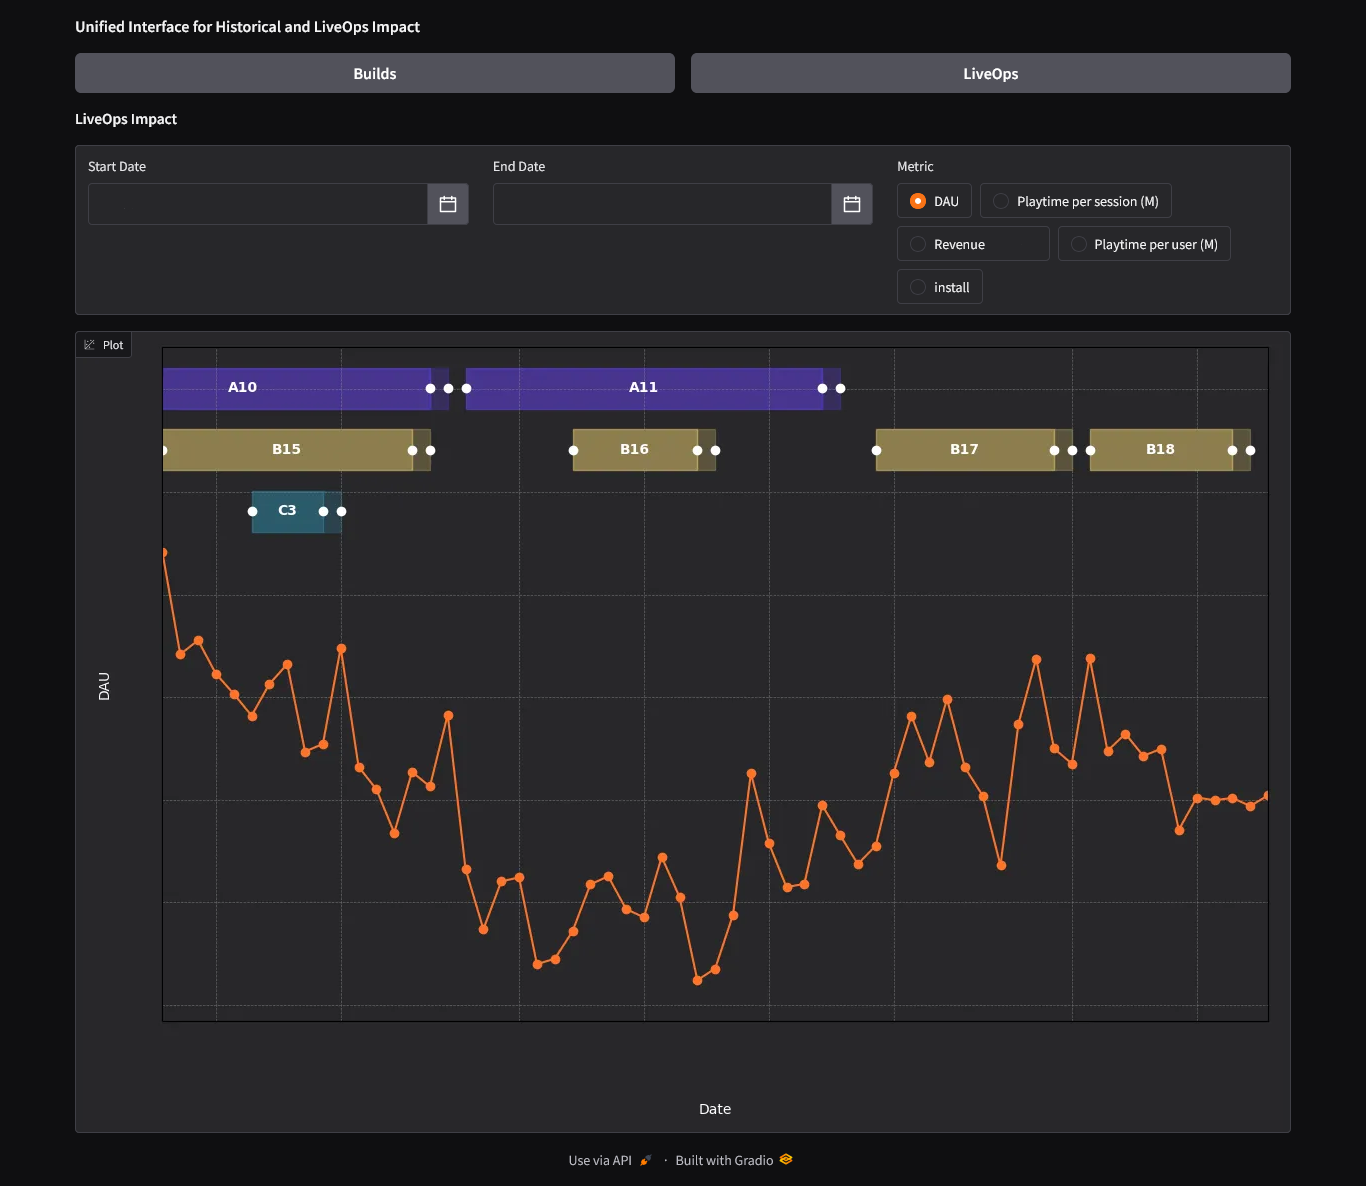 Unified Interface for Historical and LiveOps Impact
Builds
LiveOps
LiveOps Impact
Start Date
End Date
Metric
DAU
Playtime per session (M)
Revenue
Playtime per user (M)
install
Plot
A10
A11
B15
B16
B17
B18
C3
DAU
Date
Use via API · Built with Gradio